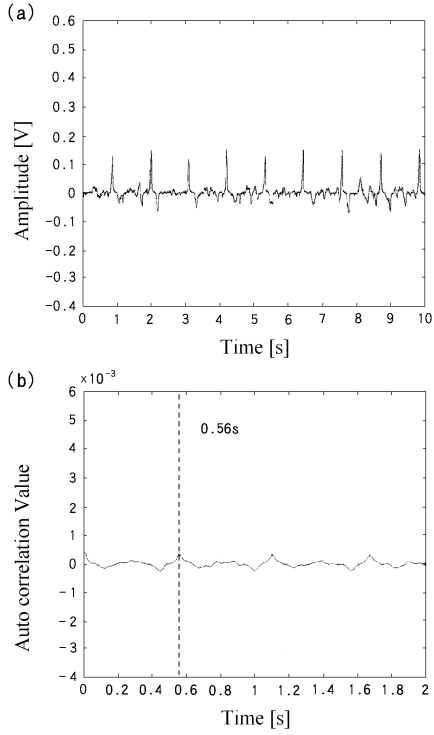 (a)
0.6
0.5
0.4
0.3
0.2
0.1
0
-0.1
-0.2
-0.3
-0.4
Amplitude [V]
0 1 2 3 4 5 6 7 8 9 10
Time [s]
(b)
×10⁻³
6
5
4
3
2
1
0
-1
-2
-3
-4
Auto correlation Value
0.56s
0 0.2 0.4 0.6 0.8 1 1.2 1.4 1.6 1.8 2
Time [s]